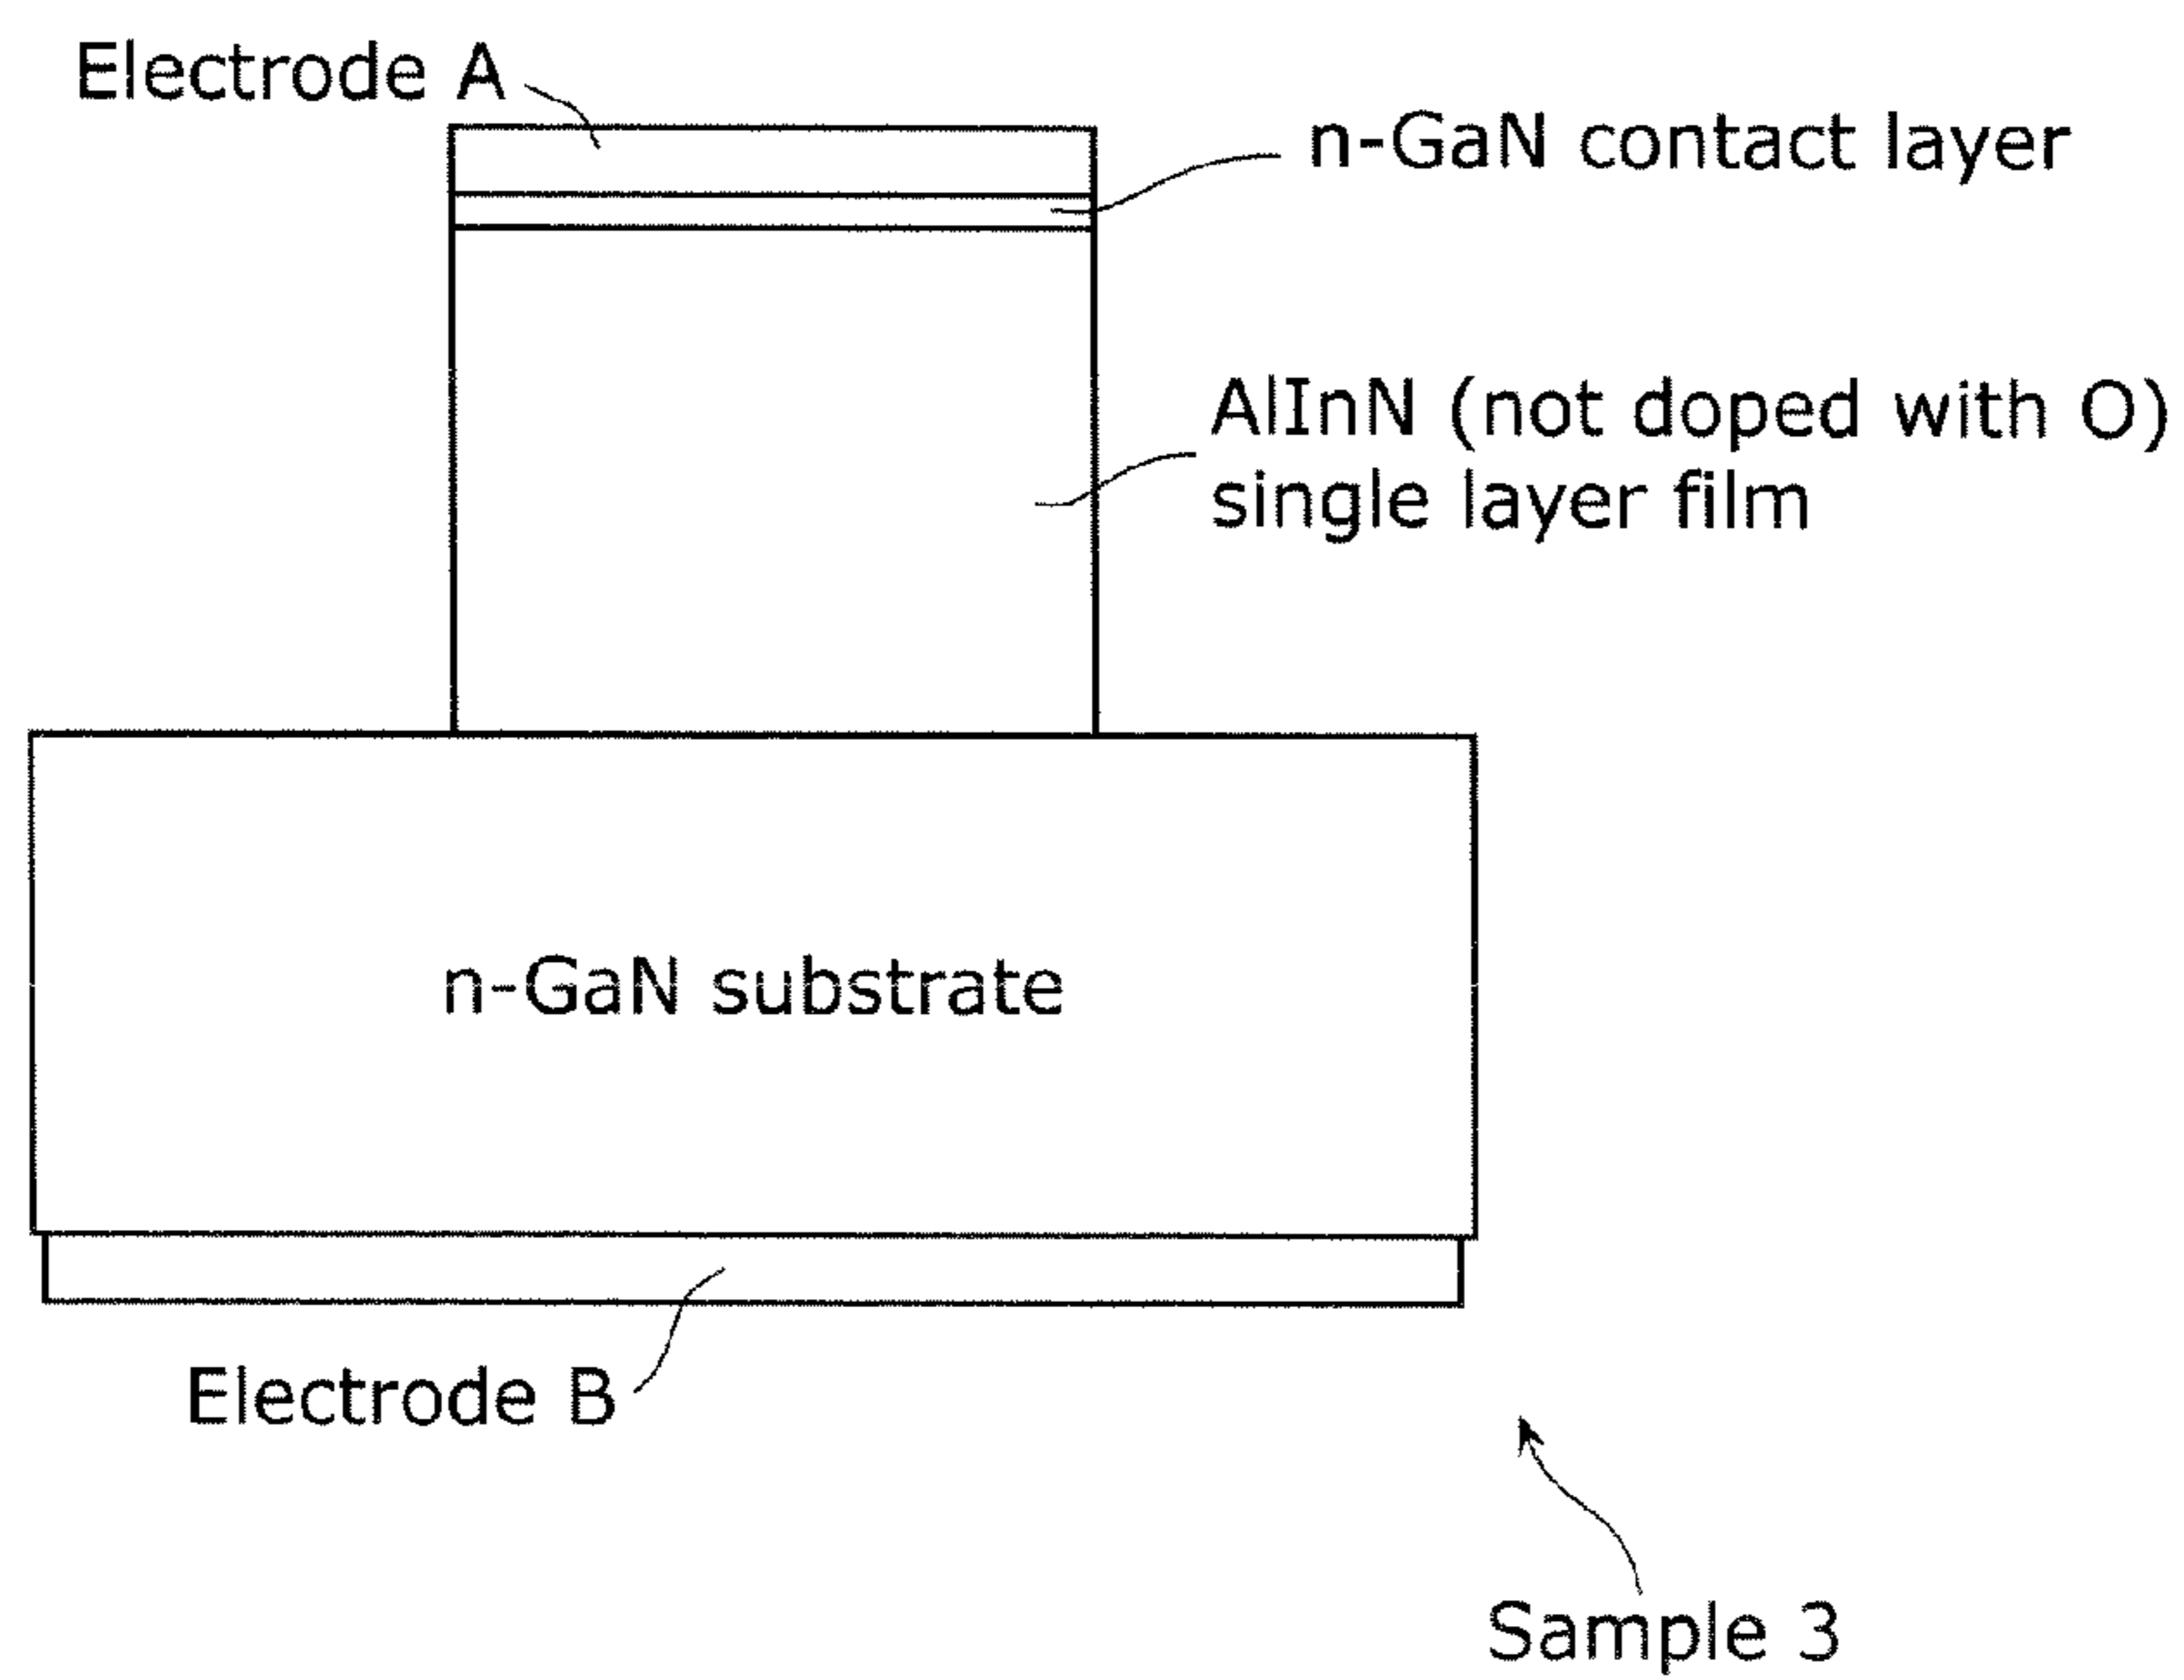 Electrode A
n-GaN contact layer
AlInN (not doped with O)
single layer film
n-GaN substrate
Electrode B
Sample 3